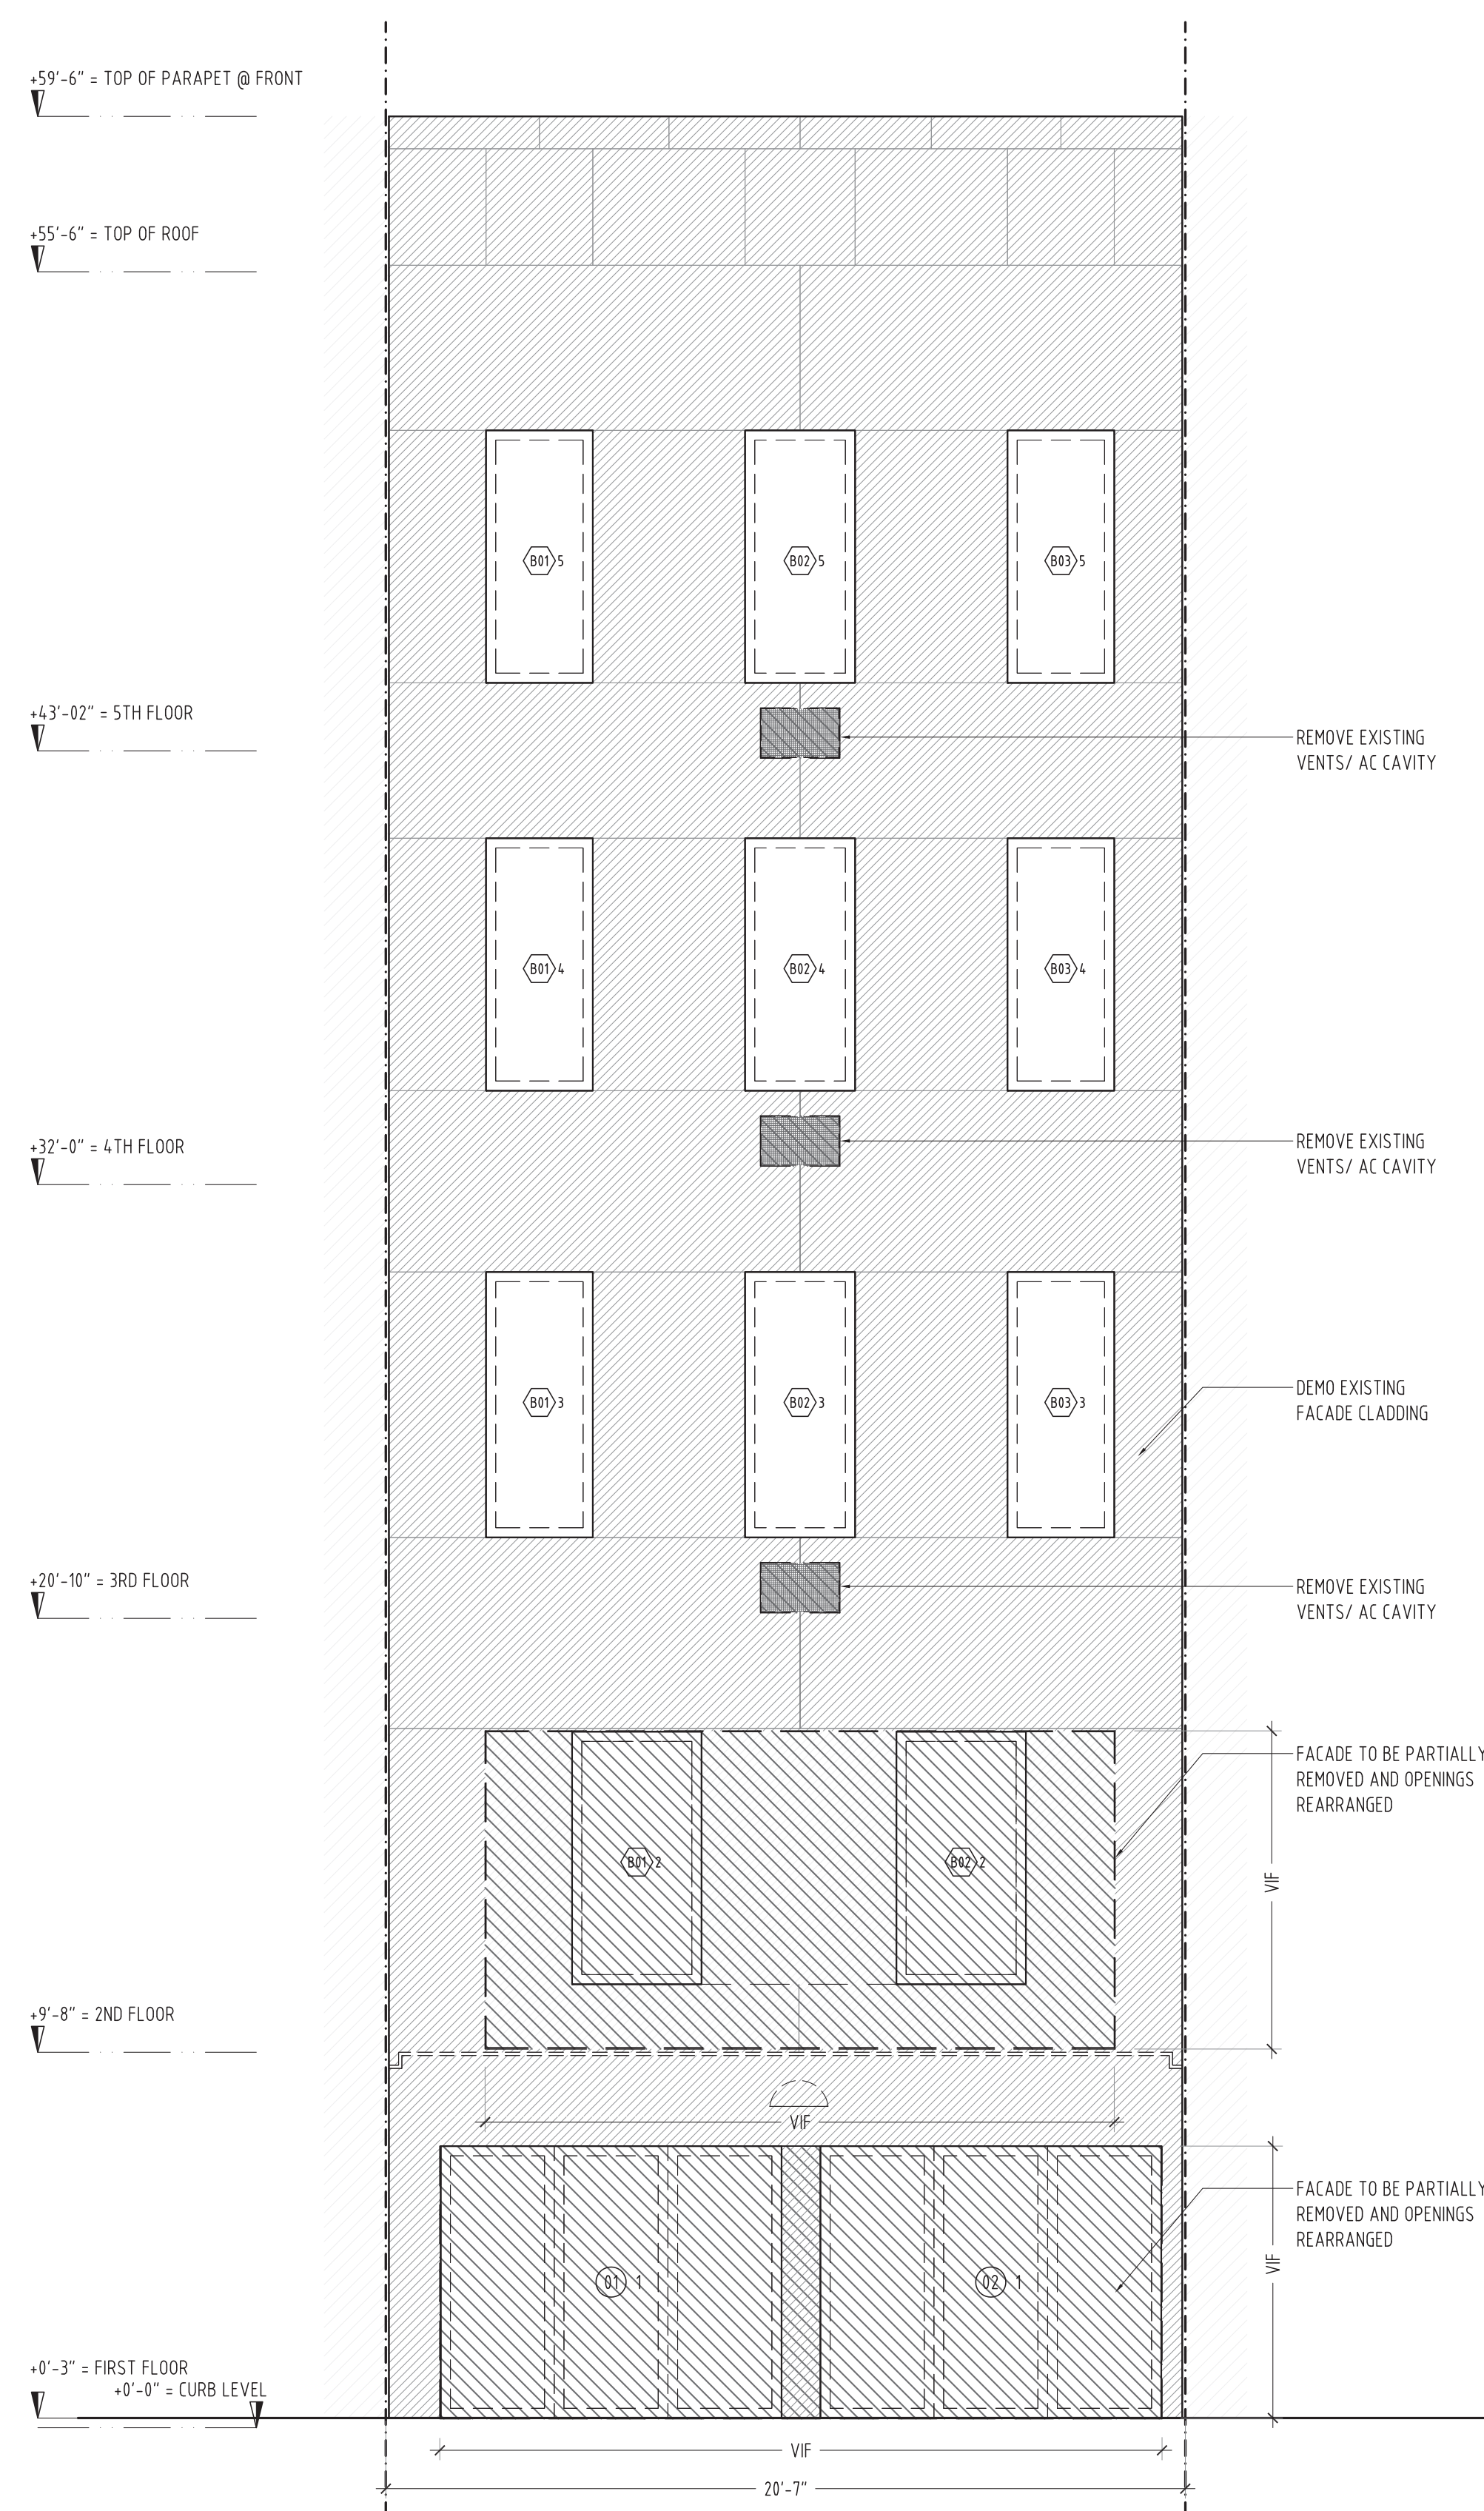 +59'-6" = TOP OF PARAPET @ FRONT
+55'-6" = TOP OF ROOF
B01 5
B02 5
B03 5
+43'-02" = 5TH FLOOR
REMOVE EXISTING
VENTS/ AC CAVITY
B01 4
B02 4
B03 4
+32'-0" = 4TH FLOOR
REMOVE EXISTING
VENTS/ AC CAVITY
B01 3
B02 3
B03 3
DEMO EXISTING
FACADE CLADDING
+20'-10" = 3RD FLOOR
REMOVE EXISTING
VENTS/ AC CAVITY
FACADE TO BE PARTIALLY
REMOVED AND OPENINGS
REARRANGED
B01 2
B02 2
VIF
+9'-8" = 2ND FLOOR
VIF
FACADE TO BE PARTIALLY
REMOVED AND OPENINGS
REARRANGED
VIF
01 1
02 1
+0'-3" = FIRST FLOOR
+0'-0" = CURB LEVEL
VIF
20'-7"